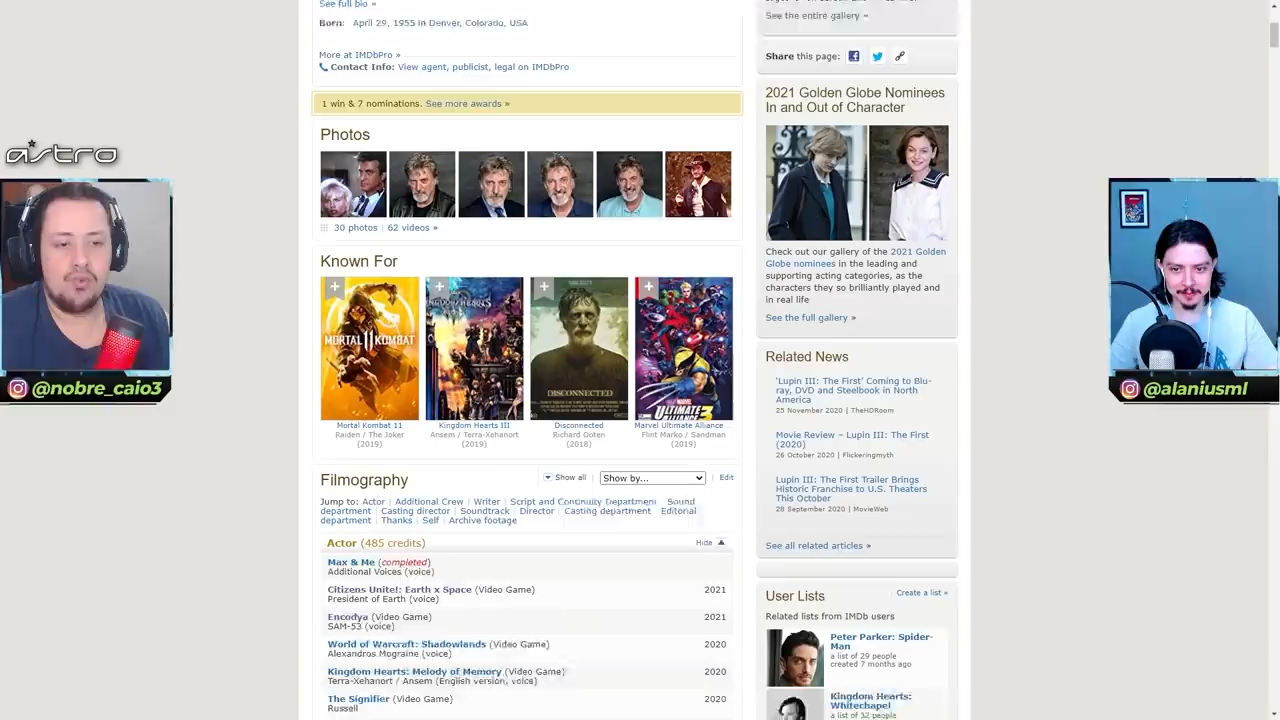 See full bio »
Born: April 29, 1955 in Denver, Colorado, USA
More at IMDbPro »
Contact Info: View agent, publicist, legal on IMDbPro
1 win & 7 nominations. See more awards »
Photos
30 photos | 62 videos »
Known For
MORTAL KOMBAT
11
KINGDOM HEARTS
DISCONNECTED
MARVEL
ULTIMATE
ALLIANCE 3
Mortal Kombat 11
Raiden / The Joker
(2019)
Kingdom Hearts III
Ansem / Terra-Xehanort
(2019)
Disconnected
Richard Ooten
(2018)
Marvel Ultimate Alliance ...
Flint Marko / Sandman
(2019)
Filmography
Show all | Show by... | Edit
Jump to: Actor | Additional Crew | Writer | Script and Continuity Department | Sound
department | Casting director | Soundtrack | Director | Casting department | Editorial
department | Thanks | Self | Archive footage
Actor (485 credits)
Hide
Max & Me (completed)
Additional Voices (voice)
Citizens Unite!: Earth x Space (Video Game) 2021
President of Earth (voice)
Encodya (Video Game) 2021
SAM-53 (voice)
World of Warcraft: Shadowlands (Video Game) 2020
Alexandros Mograine (voice)
Kingdom Hearts: Melody of Memory (Video Game) 2020
Terra-Xehanort / Ansem (English version, voice)
The Signifier (Video Game) 2020
Russell
See the entire gallery »
Share this page:
2021 Golden Globe Nominees
In and Out of Character
Check out our gallery of the 2021 Golden
Globe nominees in the leading and
supporting acting categories, as the
characters they so brilliantly played and
in real life
See the full gallery »
Related News
'Lupin III: The First' Coming to Blu-
ray, DVD and Steelbook in North
America
25 November 2020 | TheHDRoom
Movie Review – Lupin III: The First
(2020)
26 October 2020 | Flickeringmyth
Lupin III: The First Trailer Brings
Historic Franchise to U.S. Theaters
This October
28 September 2020 | MovieWeb
See all related articles »
User Lists
Create a list »
Related lists from IMDb users
Peter Parker: Spider-
Man
a list of 29 people
created 7 months ago
Kingdom Hearts:
Whitechapel
a list of 32 people
astro
@nobre_caio3
@alaniusml